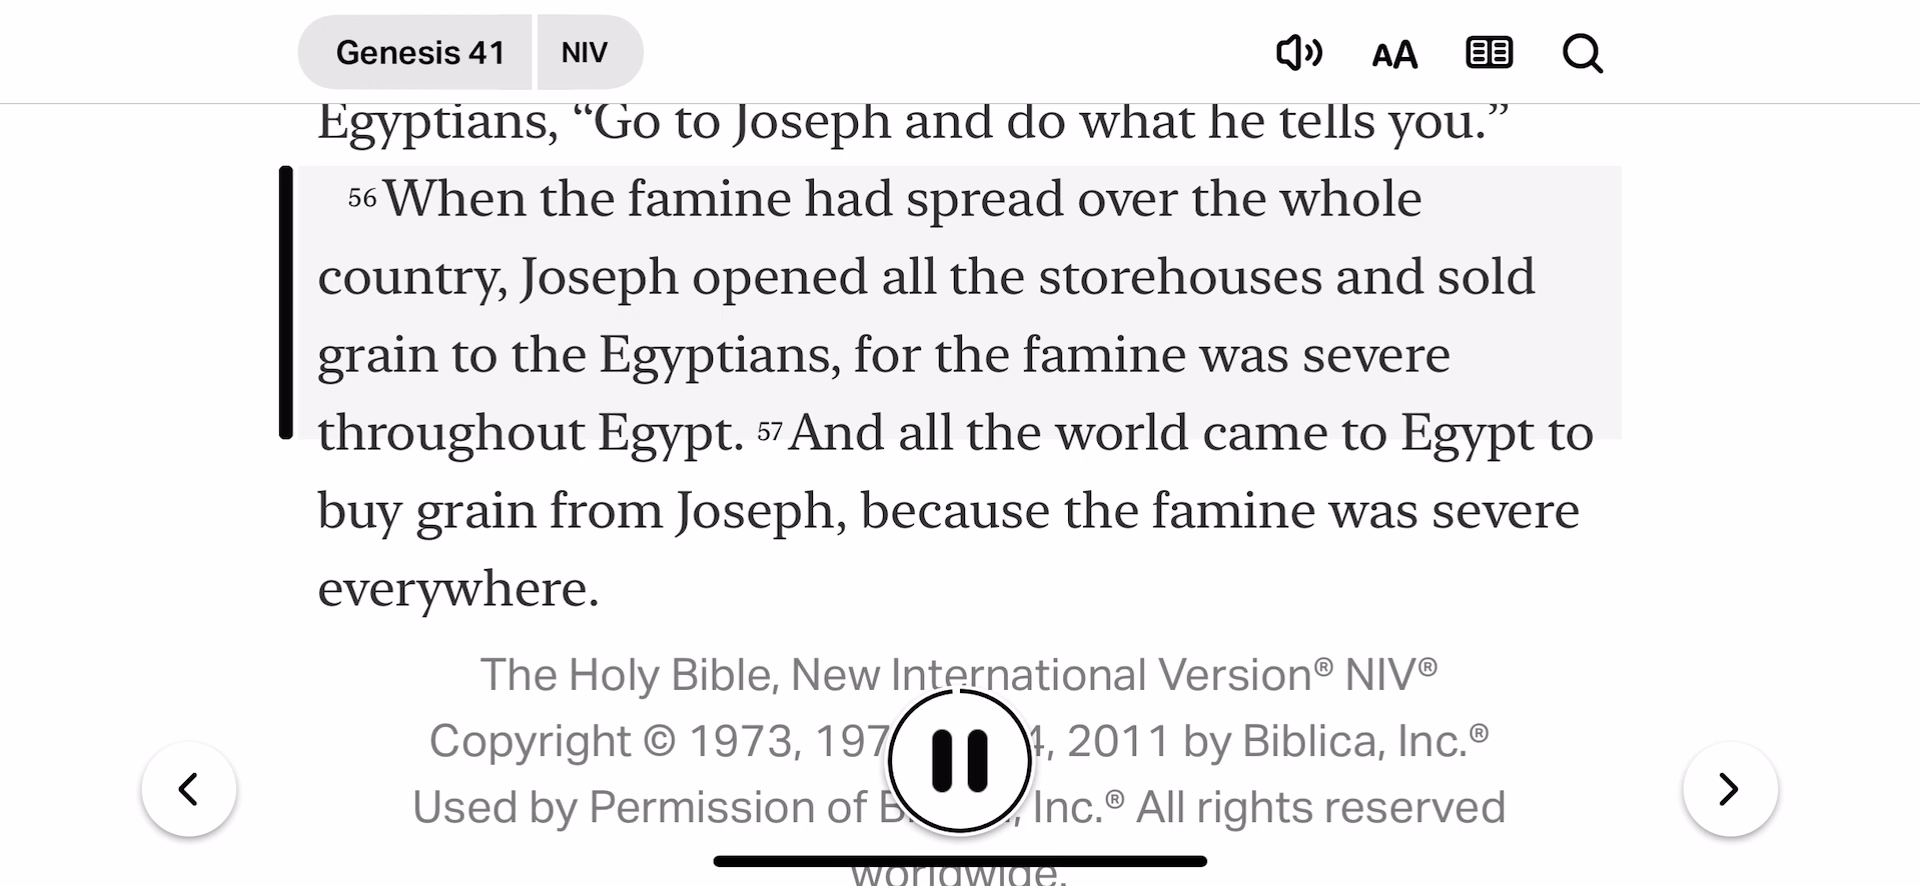 Genesis 41 NIV AA
Egyptians, “Go to Joseph and do what he tells you.”
56 When the famine had spread over the whole
country, Joseph opened all the storehouses and sold
grain to the Egyptians, for the famine was severe
throughout Egypt. 57 And all the world came to Egypt to
buy grain from Joseph, because the famine was severe
everywhere.
The Holy Bible, New International Version® NIV®
Copyright © 1973, 2011 by Biblica, Inc.®
Used by Permission of Inc.® All rights reserved
worldwide.